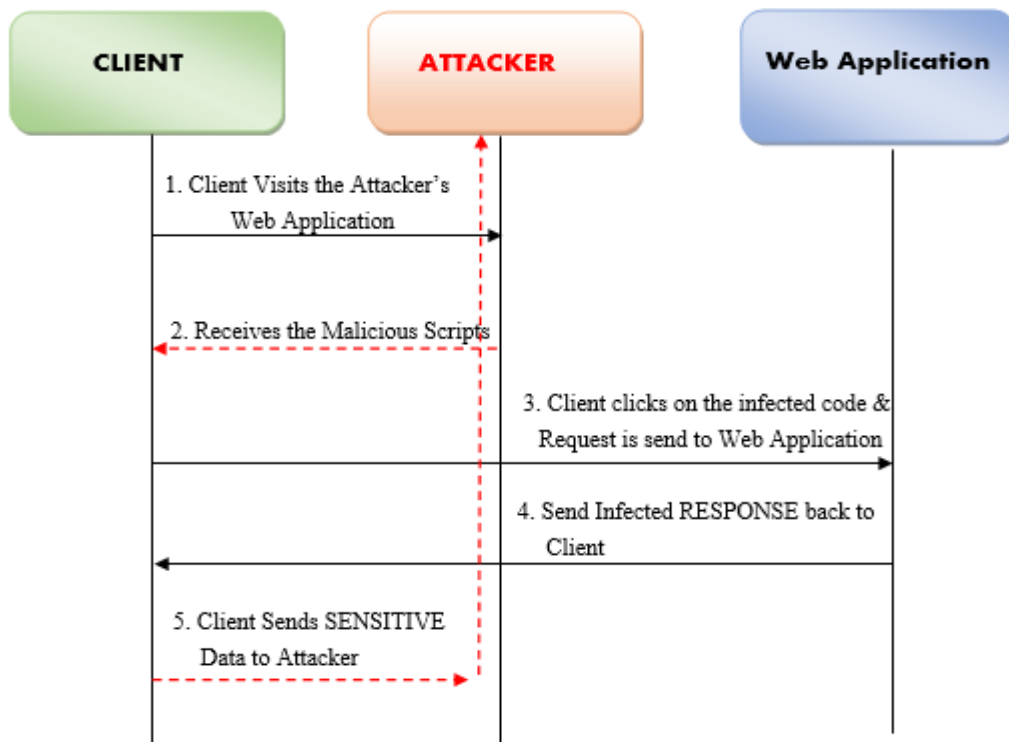 CLIENT
ATTACKER
Web Application
1. Client Visits the Attacker’s
Web Application
2. Receives the Malicious Scripts
3. Client clicks on the infected code &
Request is send to Web Application
4. Send Infected RESPONSE back to
Client
5. Client Sends SENSITIVE
Data to Attacker